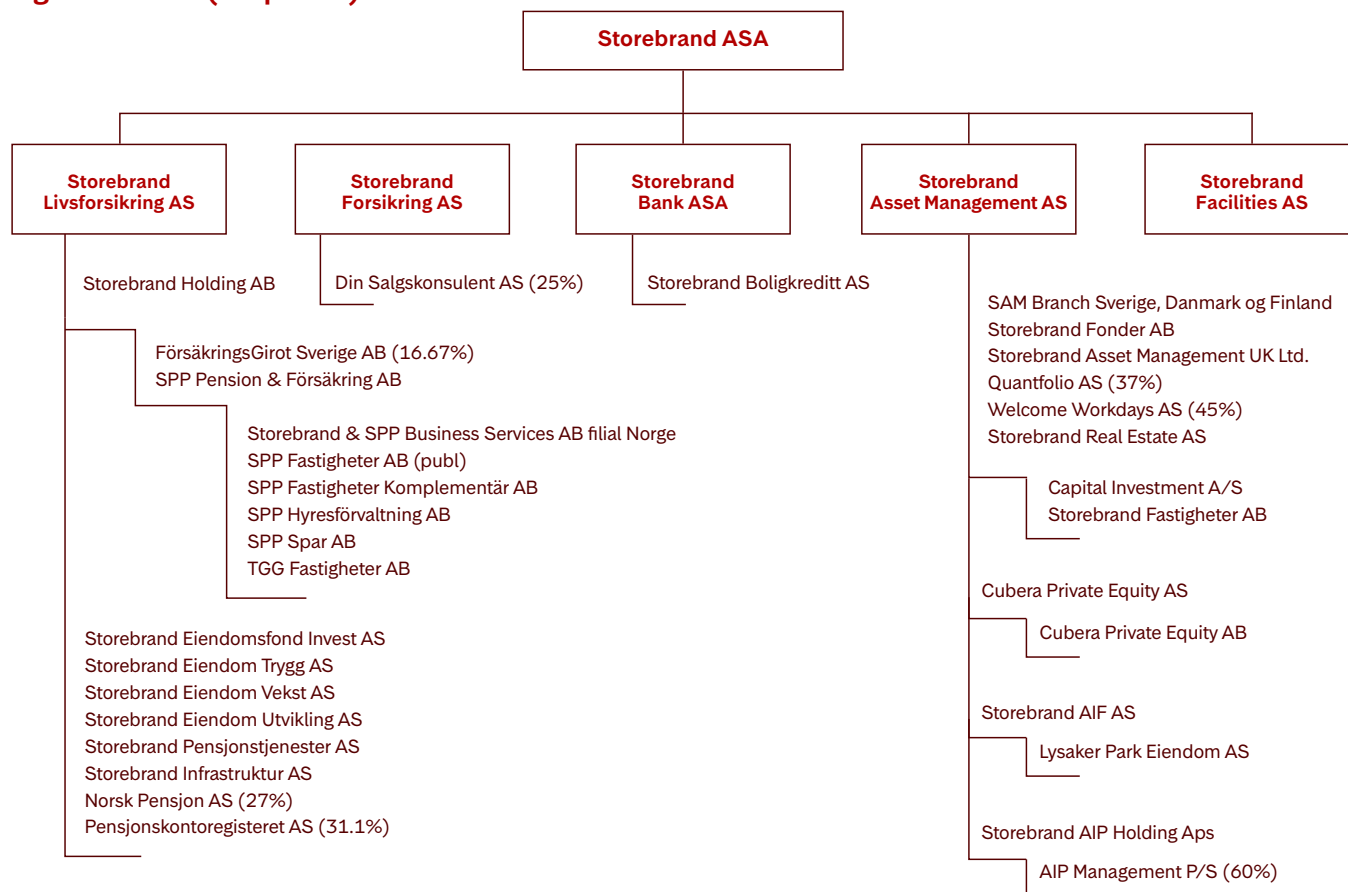 Storebrand ASA
Storebrand
Livsforsikring AS
Storebrand
Forsikring AS
Storebrand
Bank ASA
Storebrand
Asset Management AS
Storebrand
Facilities AS
Storebrand Holding AB
FörsäkringsGirot Sverige AB (16.67%)
SPP Pension & Försäkring AB
Storebrand & SPP Business Services AB filial Norge
SPP Fastigheter AB (publ)
SPP Fastigheter Komplementär AB
SPP Hyresförvaltning AB
SPP Spar AB
TGG Fastigheter AB
Storebrand Eiendomsfond Invest AS
Storebrand Eiendom Trygg AS
Storebrand Eiendom Vekst AS
Storebrand Eiendom Utvikling AS
Storebrand Pensjonstjenester AS
Storebrand Infrastruktur AS
Norsk Pensjon AS (27%)
Pensjonskontoregisteret AS (31.1%)
Din Salgskonsulent AS (25%)
Storebrand Boligkreditt AS
SAM Branch Sverige, Danmark og Finland
Storebrand Fonder AB
Storebrand Asset Management UK Ltd.
Quantfolio AS (37%)
Welcome Workdays AS (45%)
Storebrand Real Estate AS
Capital Investment A/S
Storebrand Fastigheter AB
Cubera Private Equity AS
Cubera Private Equity AB
Storebrand AIF AS
Lysaker Park Eiendom AS
Storebrand AIP Holding Aps
AIP Management P/S (60%)